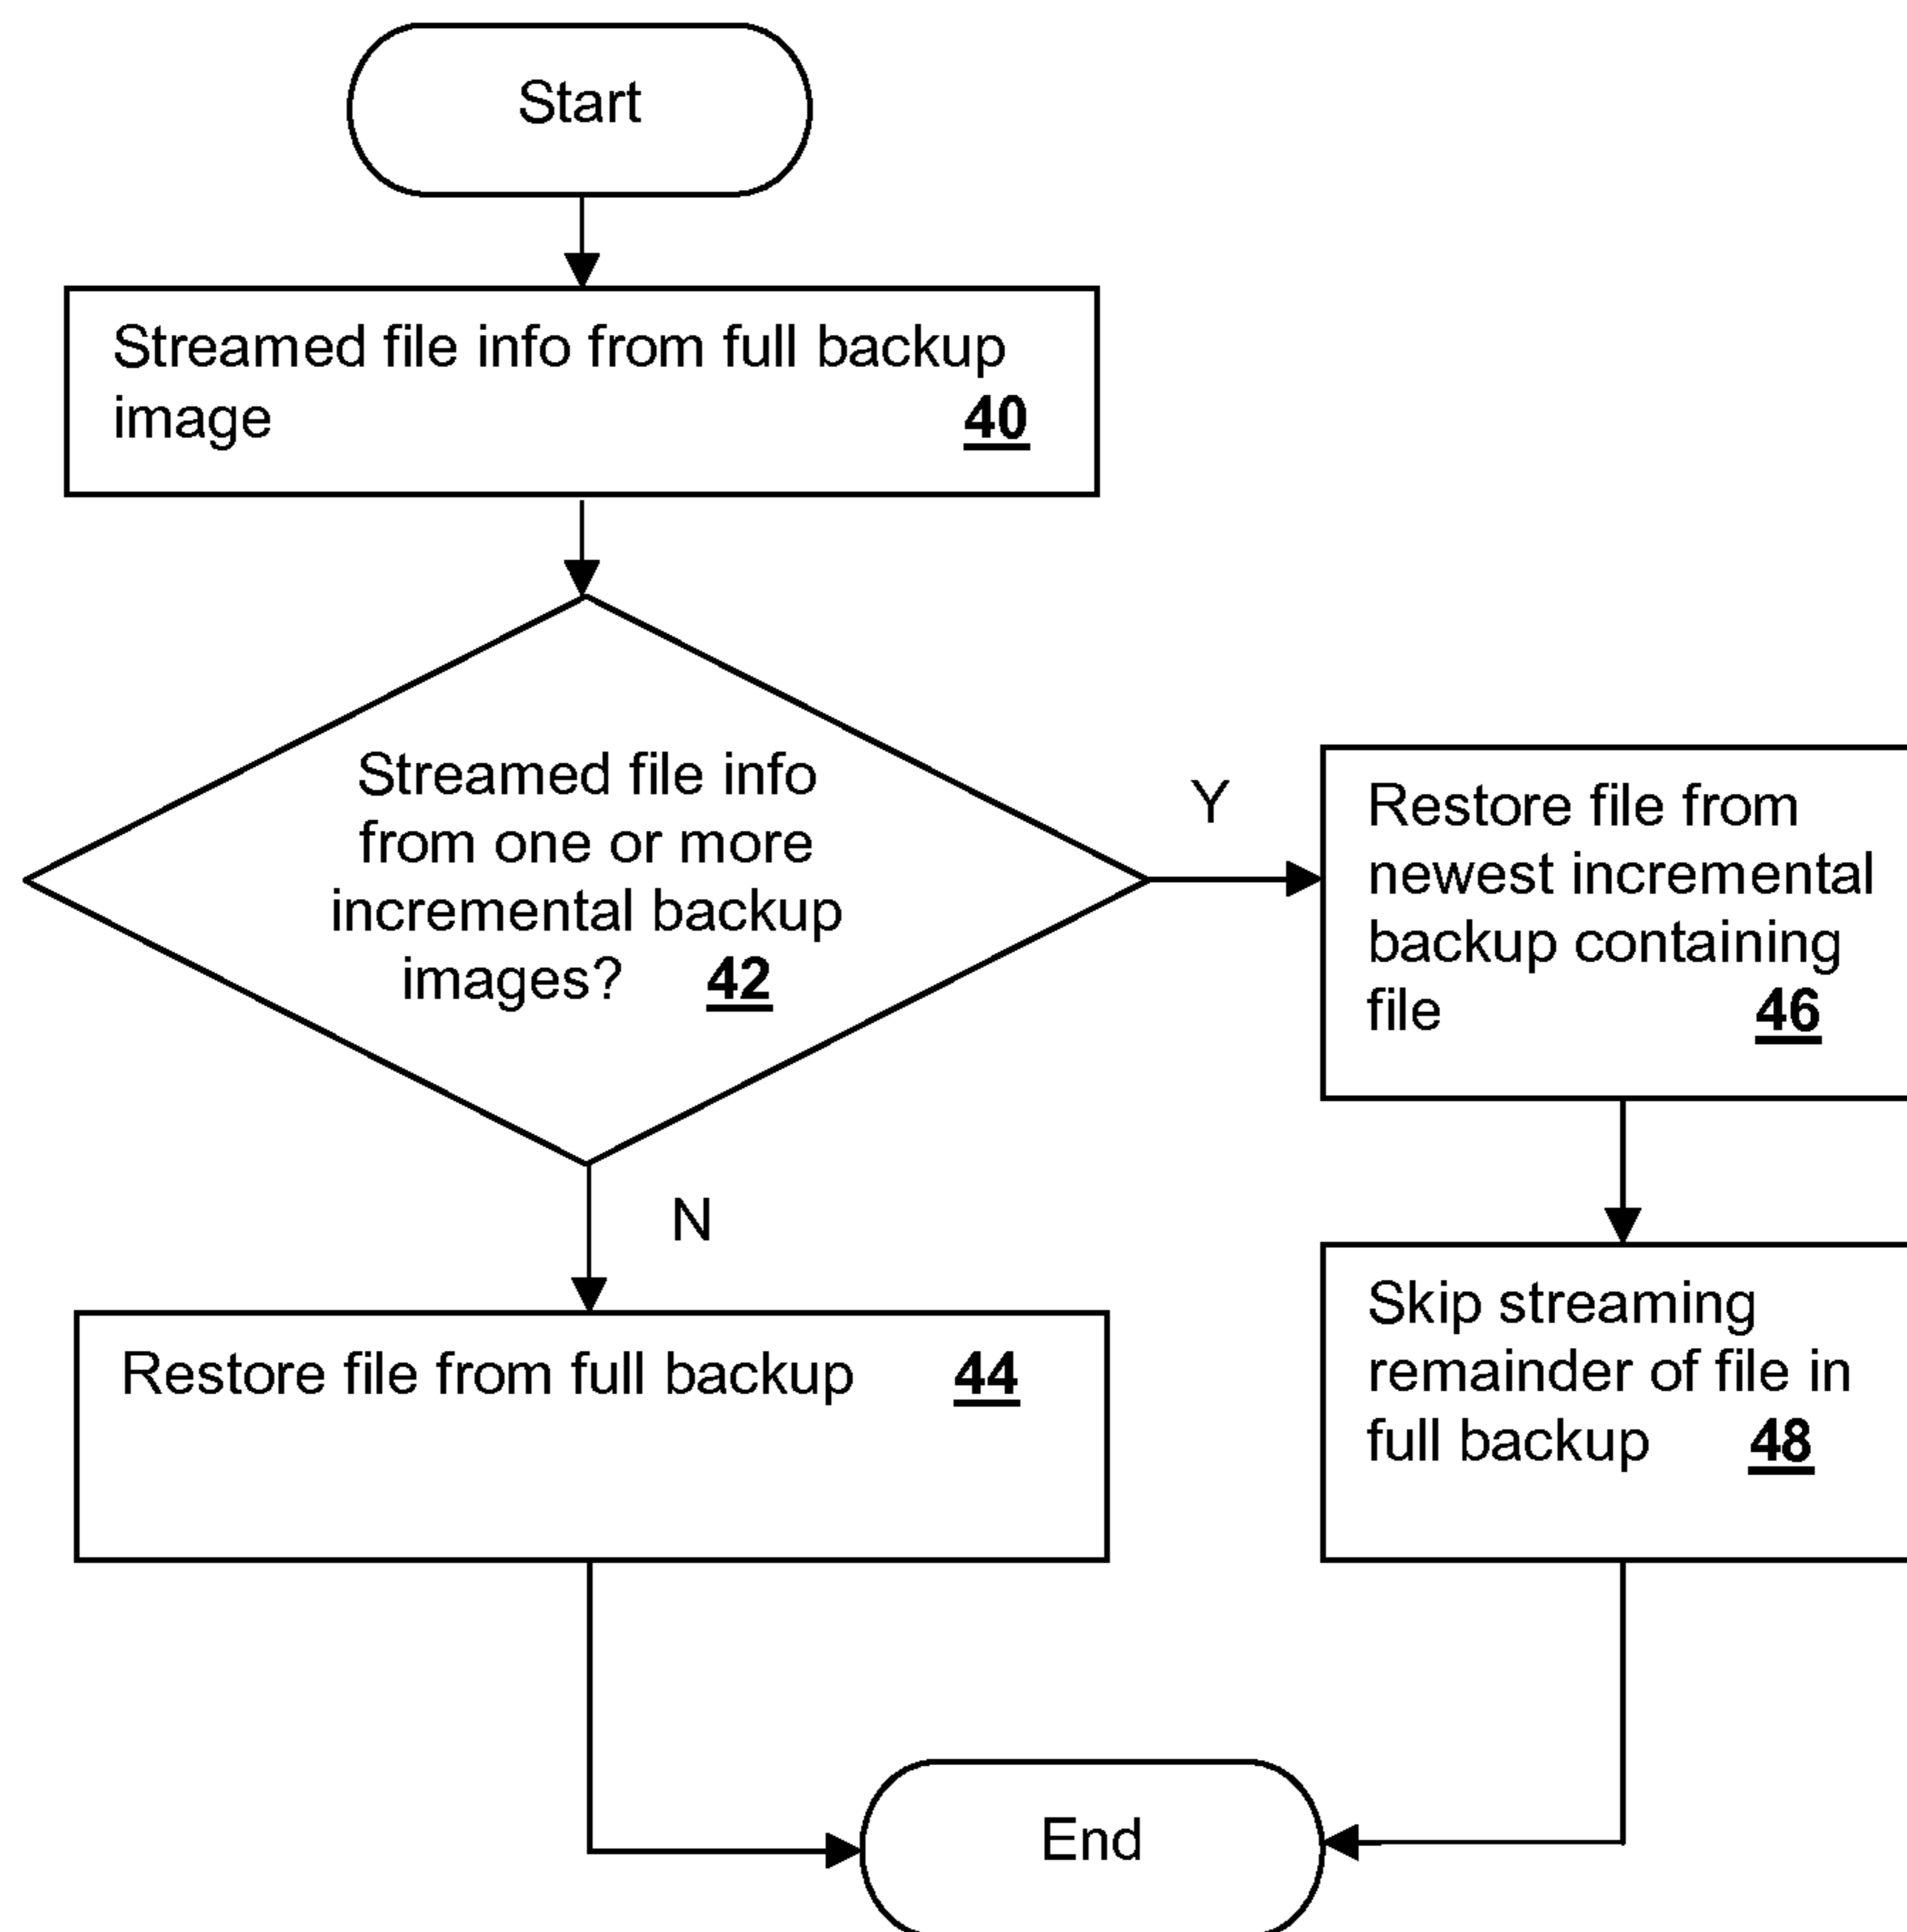 Start
Streamed file info from full backup
image 40
Streamed file info
from one or more
incremental backup
images? 42
Y
Restore file from
newest incremental
backup containing
file 46
N
Restore file from full backup 44
Skip streaming
remainder of file in
full backup 48
End